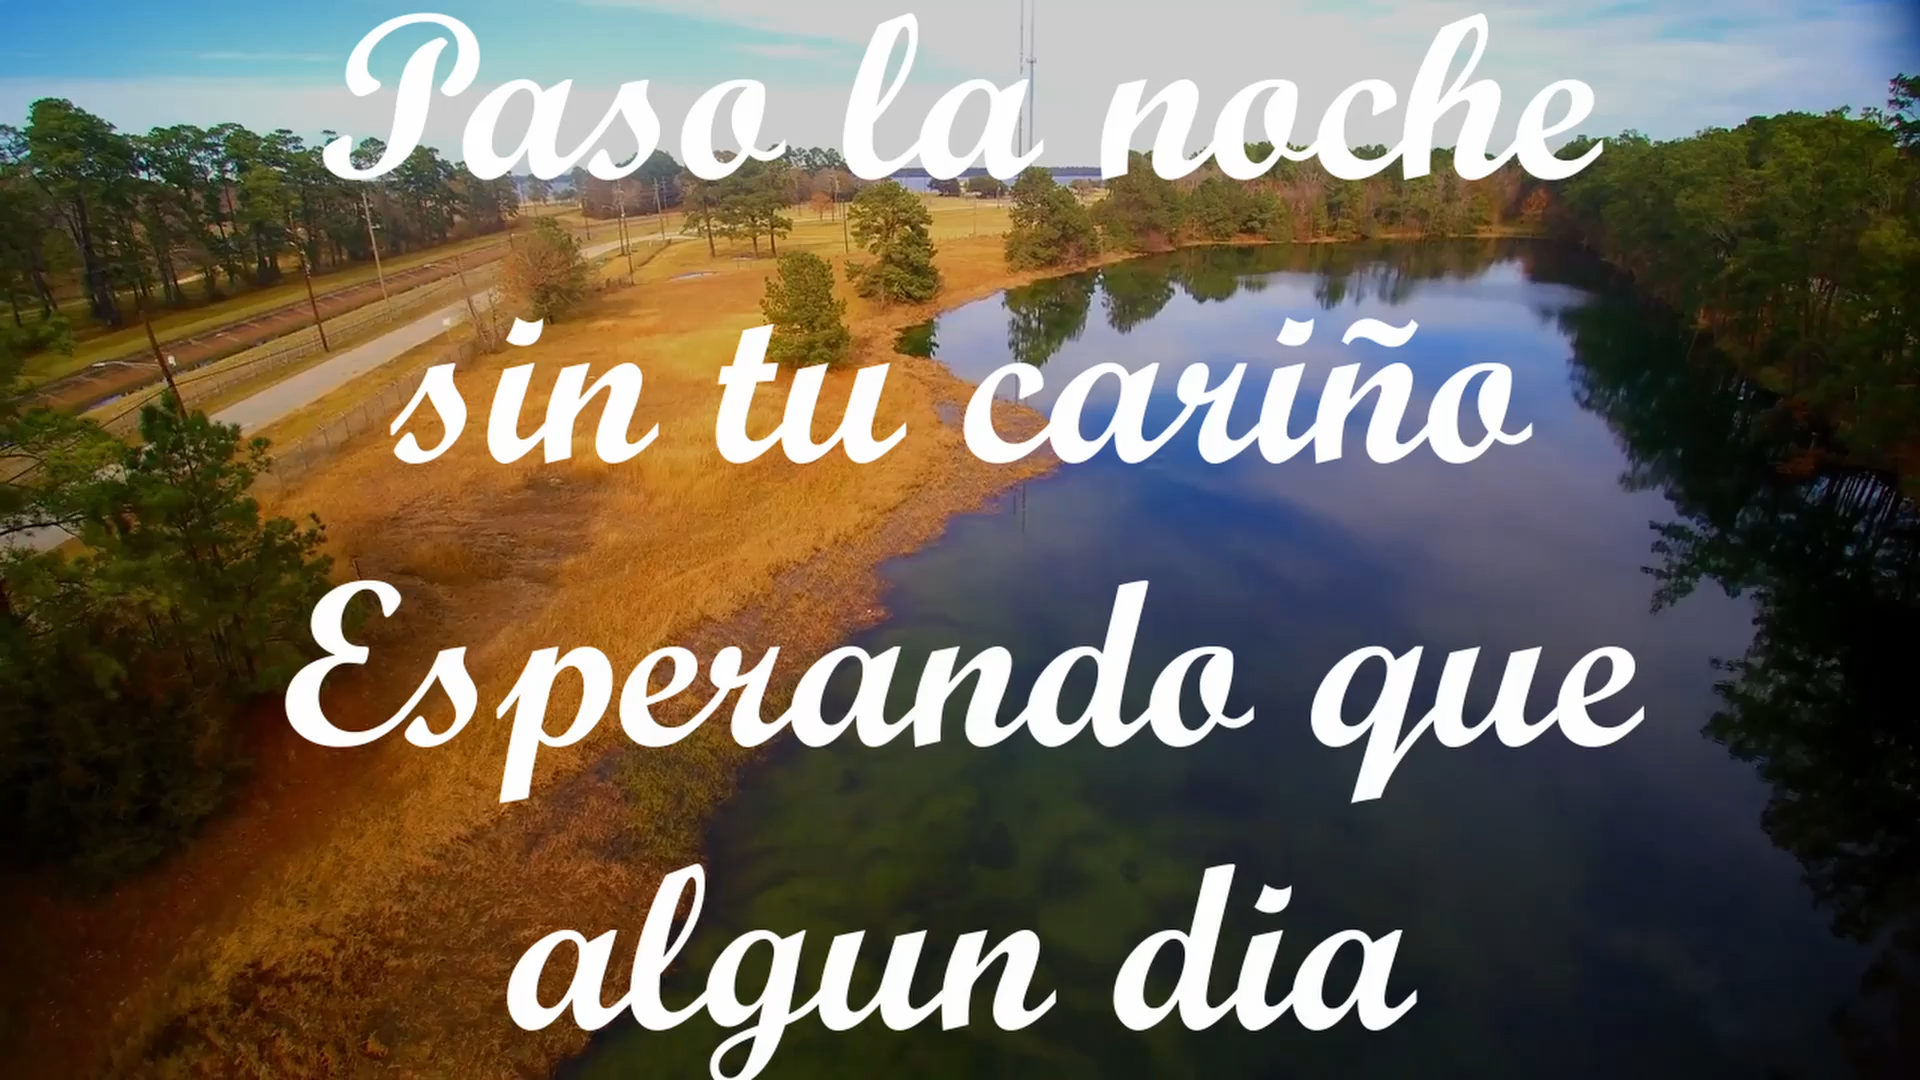 Paso la noche
sin tu cariño
Esperando que
algun dia